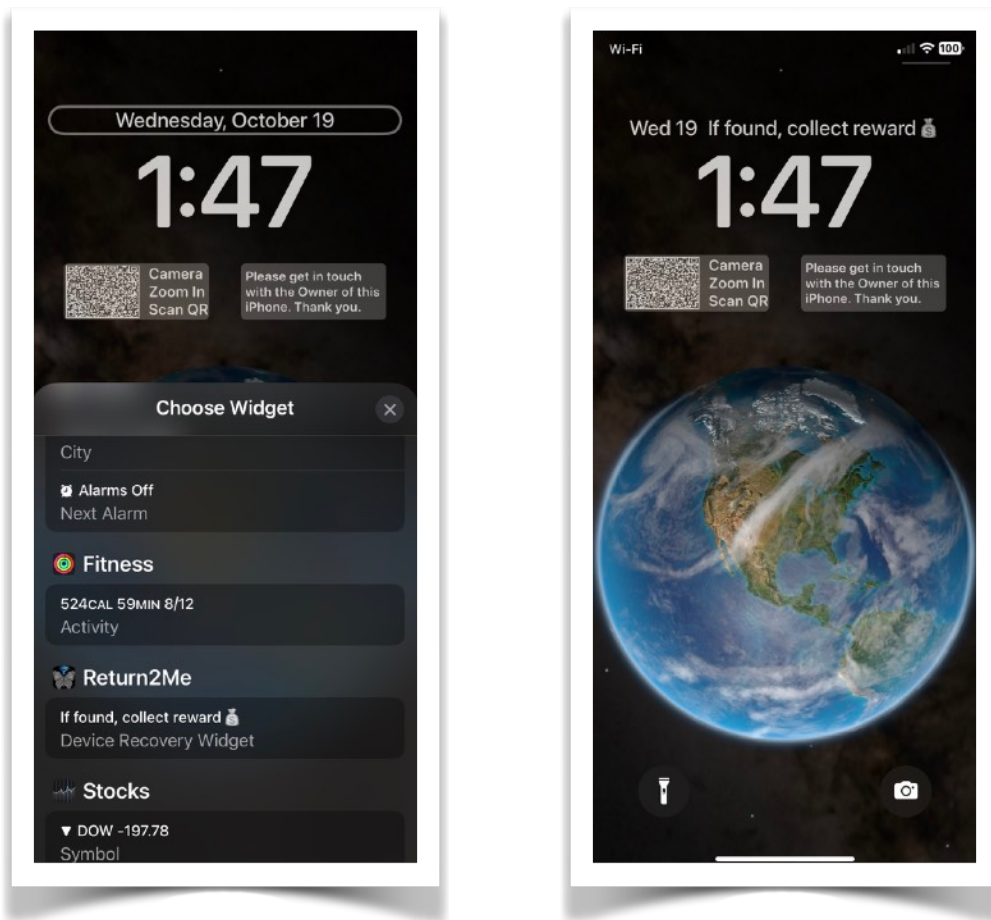 Wednesday, October 19
1:47
Camera
Zoom In
Scan QR
Please get in touch
with the Owner of this
iPhone. Thank you.
Choose Widget
City
Alarms Off
Next Alarm
Fitness
524CAL 59MIN 8/12
Activity
Return2Me
If found, collect reward 💰
Device Recovery Widget
Stocks
▼ DOW -197.78
Symbol
Wi-Fi 100
Wed 19 If found, collect reward 💰
1:47
Camera
Zoom In
Scan QR
Please get in touch
with the Owner of this
iPhone. Thank you.